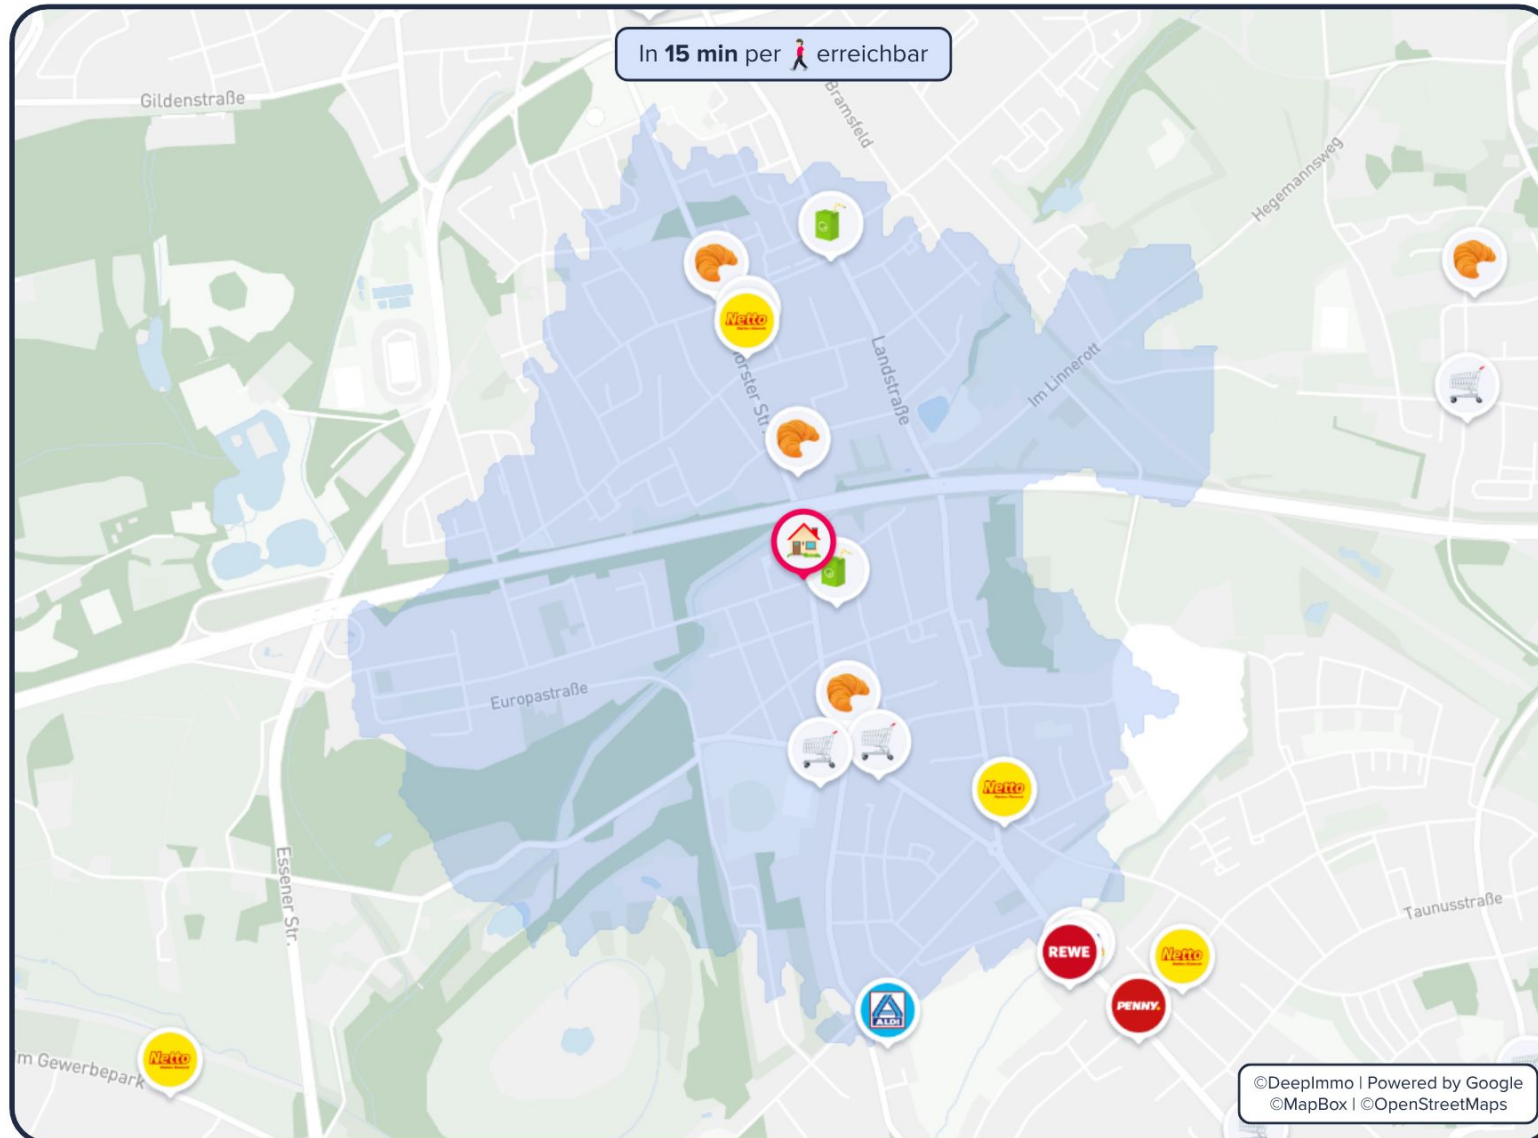 In 15 min per erreichbar
Gildenstraße
Bramsfeld
Hegemannsweg
Netto
orster Str.
Landstraße
Im Linnerott
Europastraße
Netto
Essener Str.
Taunusstraße
REWE
Netto
PENNY.
ALDI
Netto
m Gewerbepark
©DeepImmo | Powered by Google
©MapBox | ©OpenStreetMaps